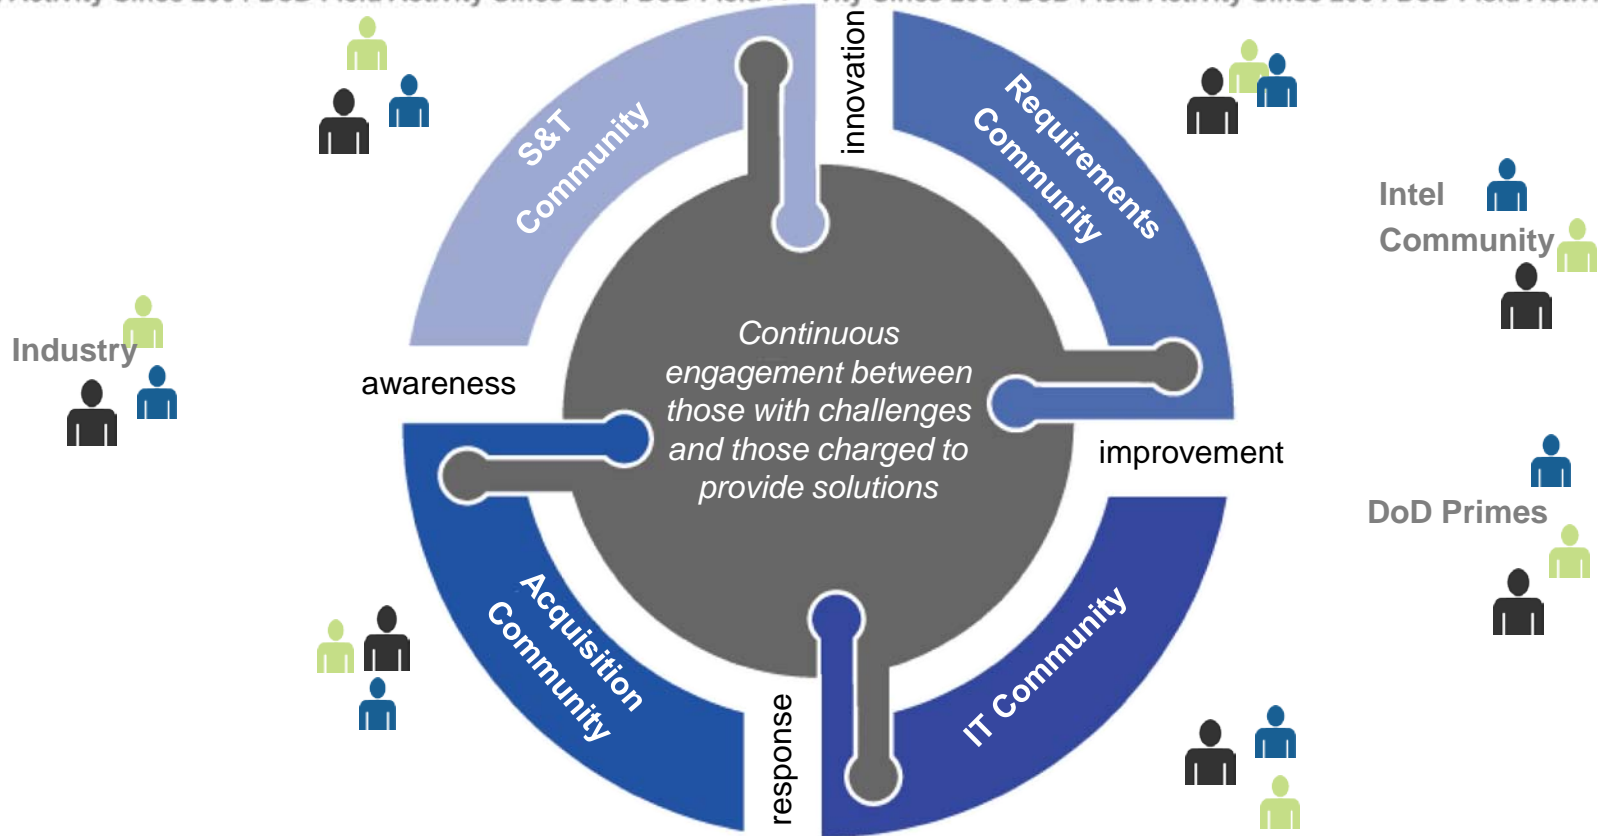 innovation
S&T
Community
Requirements
Community
Intel
Community
Industry
awareness
Continuous
engagement between
those with challenges
and those charged to
provide solutions
improvement
DoD Primes
Acquisition
Community
IT Community
response